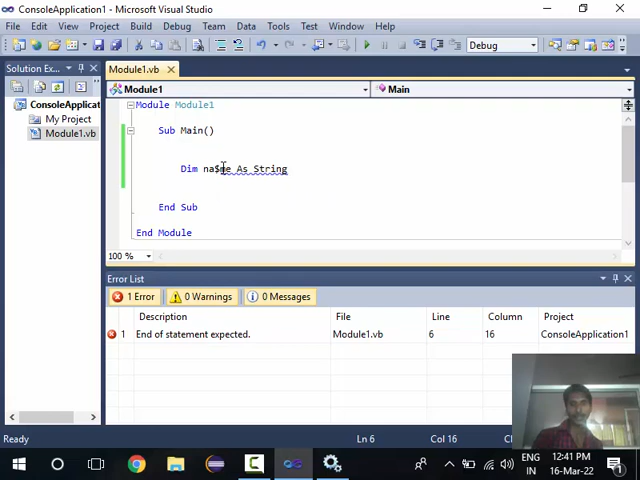 ConsoleApplication1 - Microsoft Visual Studio
File Edit View Project Build Debug Team Data Tools Test Window Help
Debug
Solution Ex...
Module1.vb
Module1
Main
ConsoleApplicat
My Project
Module1.vb
Module Module1
Sub Main()
Dim na$me As String
End Sub
End Module
100 %
Error List
1 Error
0 Warnings
0 Messages
Description File Line Column Project
1 End of statement expected. Module1.vb 6 16 ConsoleApplication1
Ready
Ln 6
Col 16
ENG
IN
12:41 PM
16-Mar-22
1